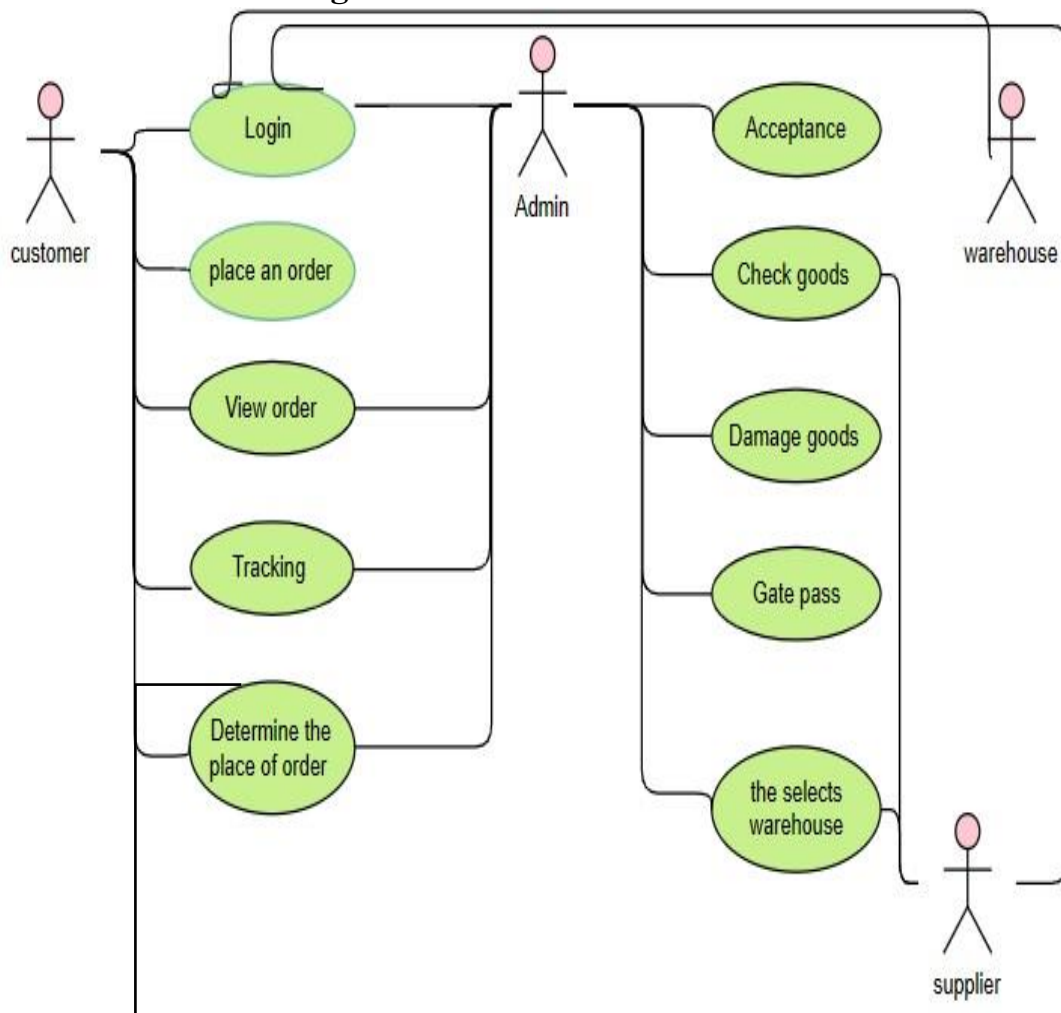 Login
Admin
Acceptance
customer
warehouse
place an order
Check goods
View order
Damage goods
Tracking
Gate pass
Determine the
place of order
the selects
warehouse
supplier